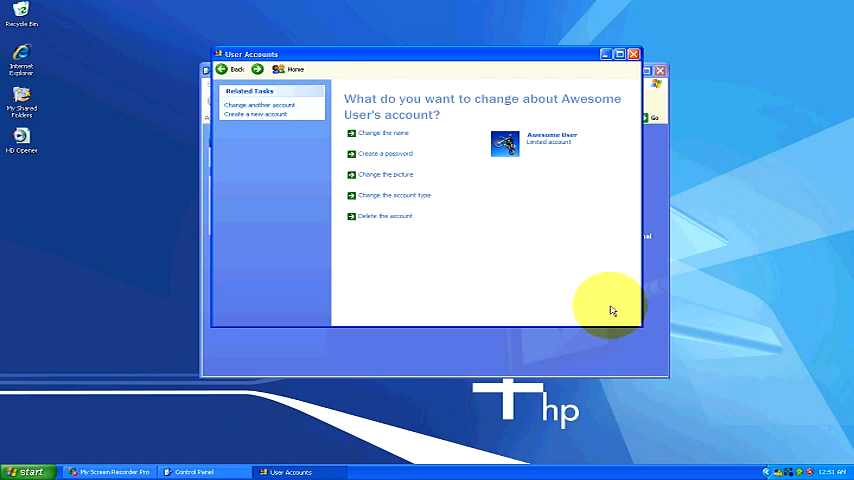 Recycle Bin
Internet
Explorer
My Shared
Folders
HD Opener
User Accounts
Back
Home
Related Tasks
Change another account
Create a new account
What do you want to change about Awesome
User's account?
Change the name
Create a password
Change the picture
Change the account type
Delete the account
Awesome User
Limited account
Go
hp
start
My Screen Recorder Pro
Control Panel
User Accounts
12:51 AM